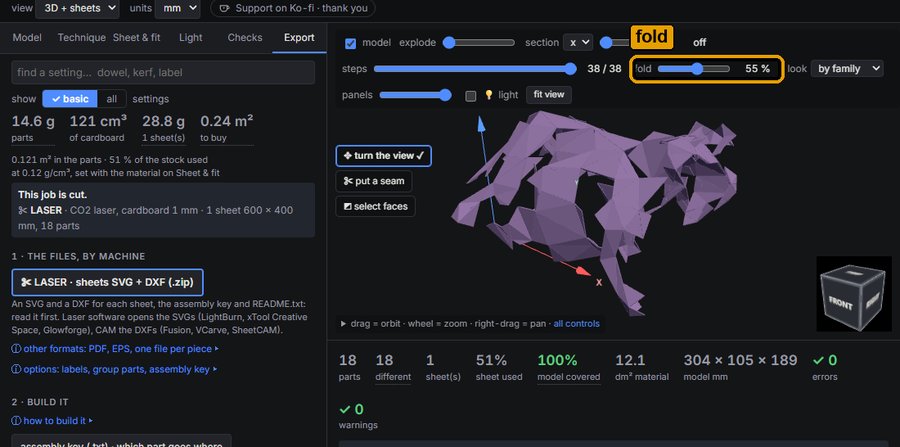 view 3D + sheets units mm Support on Ko-fi · thank you
Model Technique Sheet & fit Light Checks Export
find a setting... dowel, kerf, label
show ✓ basic all settings
14.6 g 121 cm³ 28.8 g 0.24 m²
parts of cardboard 1 sheet(s) to buy
0.121 m² in the parts · 51 % of the stock used
at 0.12 g/cm³, set with the material on Sheet & fit
This job is cut.
LASER · CO2 laser, cardboard 1 mm · 1 sheet 600 × 400
mm, 18 parts
1 · THE FILES, BY MACHINE
LASER · sheets SVG + DXF (.zip)
An SVG and a DXF for each sheet, the assembly key and README.txt:
read it first. Laser software opens the SVGs (LightBurn, xTool Creative
Space, Glowforge), CAM the DXFs (Fusion, VCarve, SheetCAM).
other formats: PDF, EPS, one file per piece
options: labels, group parts, assembly key
2 · BUILD IT
how to build it
assembly key (.txt) · which part goes where
fold
model explode section x off
steps 38 / 38 fold 55 % look by family
panels light fit view
turn the view ✓
put a seam
select faces
X
FRONT
drag = orbit · wheel = zoom · right-drag = pan · all controls
18 18 1 51% 100% 12.1 304 × 105 × 189 ✓ 0
parts different sheet(s) sheet used model covered dm² material model mm errors
✓ 0
warnings